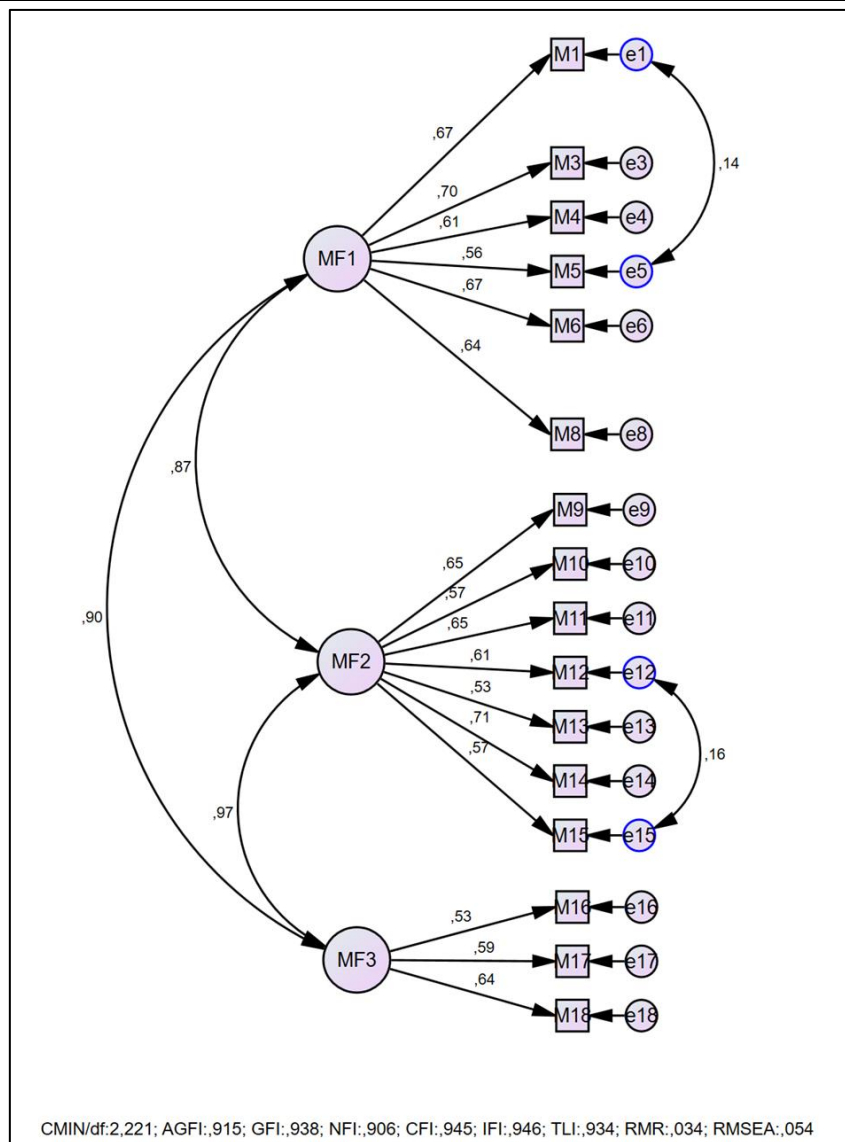 M1
e1
,67
M3
e3
,14
,70
M4
e4
,61
MF1
,56
M5
e5
,67
M6
e6
,64
M8
e8
,87
M9
e9
,65
M10
e10
,57
,90
M11
e11
,65
MF2
,61
M12
e12
,53
M13
e13
,71
,16
M14
e14
,57
,97
M15
e15
M16
e16
,53
MF3
,59
M17
e17
,64
M18
e18
CMIN/df:2,221; AGFI:,915; GFI:,938; NFI:,906; CFI:,945; IFI:,946; TLI:,934; RMR:,034; RMSEA:,054